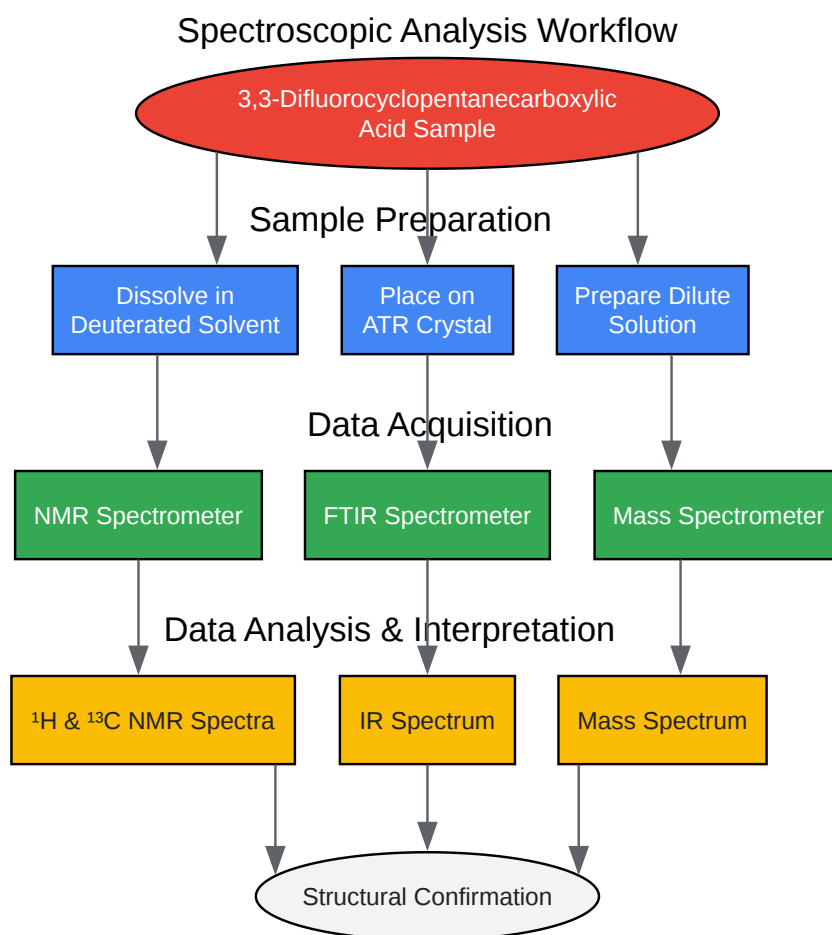 Spectroscopic Analysis Workflow
3,3-Difluorocyclopentanecarboxylic
Acid Sample
Sample Preparation
Dissolve in
Deuterated Solvent
Place on
ATR Crystal
Prepare Dilute
Solution
Data Acquisition
NMR Spectrometer
FTIR Spectrometer
Mass Spectrometer
Data Analysis & Interpretation
¹H & ¹³C NMR Spectra
IR Spectrum
Mass Spectrum
Structural Confirmation